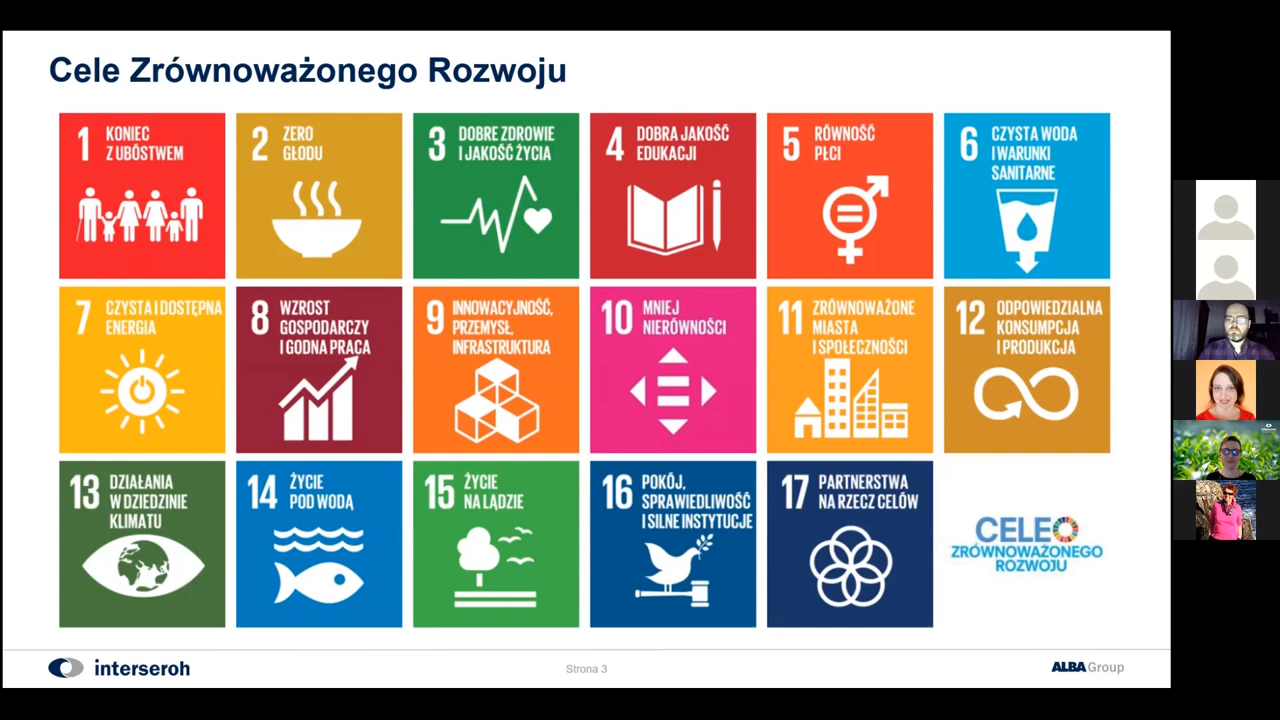 Cele Zrównoważonego Rozwoju
1 KONIEC
Z UBÓSTWEM
2 ZERO
GŁODU
3 DOBRE ZDROWIE
I JAKOŚĆ ŻYCIA
4 DOBRA JAKOŚĆ
EDUKACJI
5 RÓWNOŚĆ
PŁCI
6 CZYSTA WODA
I WARUNKI
SANITARNE
7 CZYSTA I DOSTĘPNA
ENERGIA
8 WZROST
GOSPODARCZY
I GODNA PRACA
9 INNOWACYJNOŚĆ,
PRZEMYSŁ,
INFRASTRUKTURA
10 MNIEJ
NIERÓWNOŚCI
11 ZRÓWNOWAŻONE
MIASTA
I SPOŁECZNOŚCI
12 ODPOWIEDZIALNA
KONSUMPCJA
I PRODUKCJA
13 DZIAŁANIA
W DZIEDZINIE
KLIMATU
14 ŻYCIE
POD WODĄ
15 ŻYCIE
NA LĄDZIE
16 POKÓJ,
SPRAWIEDLIWOŚĆ
I SILNE INSTYTUCJE
17 PARTNERSTWA
NA RZECZ CELÓW
CELE
ZRÓWNOWAŻONEGO
ROZWOJU
interseroh
Strona 3
ALBA Group
interseroh